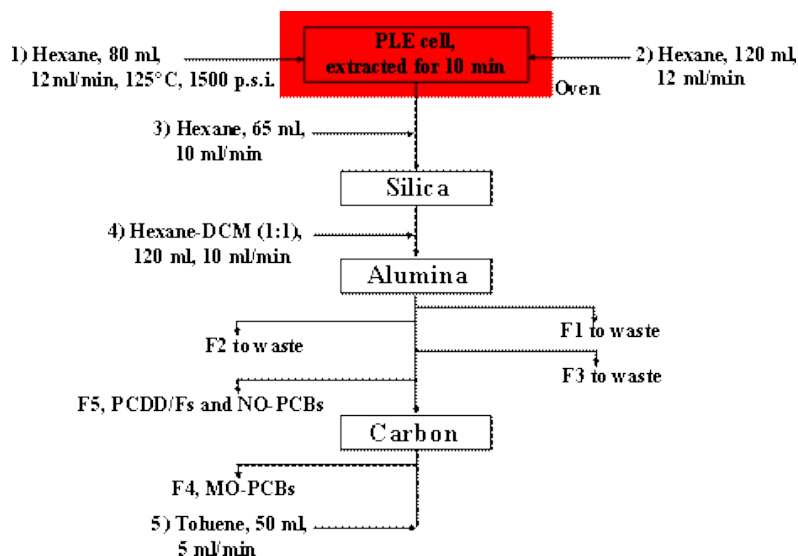 PLE cell,
extracted for 10 min
1) Hexane, 80 ml,
12ml/min, 125°C, 1500 p.s.i.
2) Hexane, 120 ml,
12 ml/min
Oven
3) Hexane, 65 ml,
10 ml/min
Silica
4) Hexane-DCM (1:1),
120 ml, 10 ml/min
Alumina
F1 to waste
F2 to waste
F3 to waste
F5, PCDD/Fs and NO-PCBs
Carbon
F4, MO-PCBs
5) Toluene, 50 ml,
5 ml/min